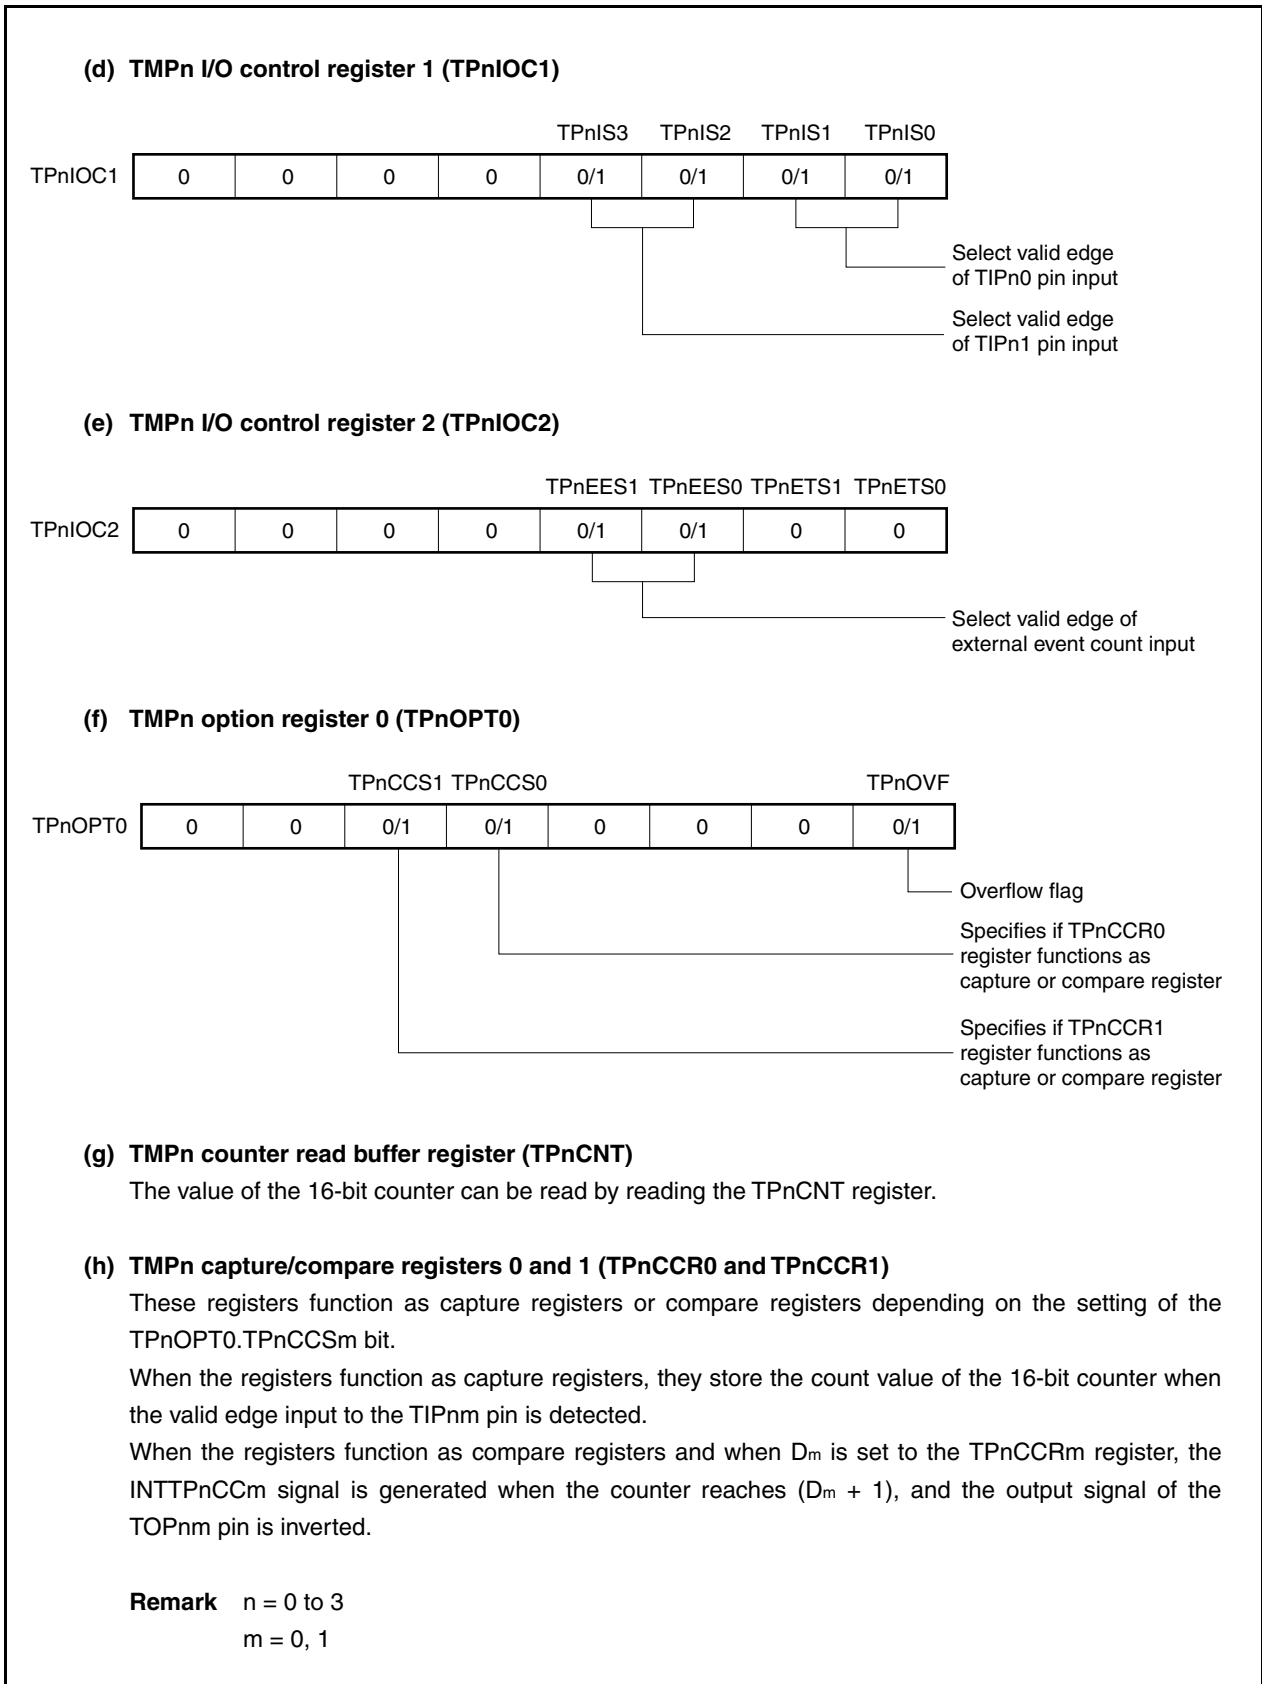 (d) TMPn I/O control register 1 (TPnIOC1)
TPnIS3 TPnIS2 TPnIS1 TPnIS0
TPnIOC1 0 0 0 0 0/1 0/1 0/1 0/1
Select valid edge
of TIPn0 pin input
Select valid edge
of TIPn1 pin input
(e) TMPn I/O control register 2 (TPnIOC2)
TPnEES1 TPnEES0 TPnETS1 TPnETS0
TPnIOC2 0 0 0 0 0/1 0/1 0 0
Select valid edge of
external event count input
(f) TMPn option register 0 (TPnOPT0)
TPnCCS1 TPnCCS0 TPnOVF
TPnOPT0 0 0 0/1 0/1 0 0 0 0/1
Overflow flag
Specifies if TPnCCR0
register functions as
capture or compare register
Specifies if TPnCCR1
register functions as
capture or compare register
(g) TMPn counter read buffer register (TPnCNT)
The value of the 16-bit counter can be read by reading the TPnCNT register.
(h) TMPn capture/compare registers 0 and 1 (TPnCCR0 and TPnCCR1)
These registers function as capture registers or compare registers depending on the setting of the
TPnOPT0.TPnCCSm bit.
When the registers function as capture registers, they store the count value of the 16-bit counter when
the valid edge input to the TIPnm pin is detected.
When the registers function as compare registers and when Dm is set to the TPnCCRm register, the
INTTPnCCm signal is generated when the counter reaches (Dm + 1), and the output signal of the
TOPnm pin is inverted.
Remark n = 0 to 3
m = 0, 1